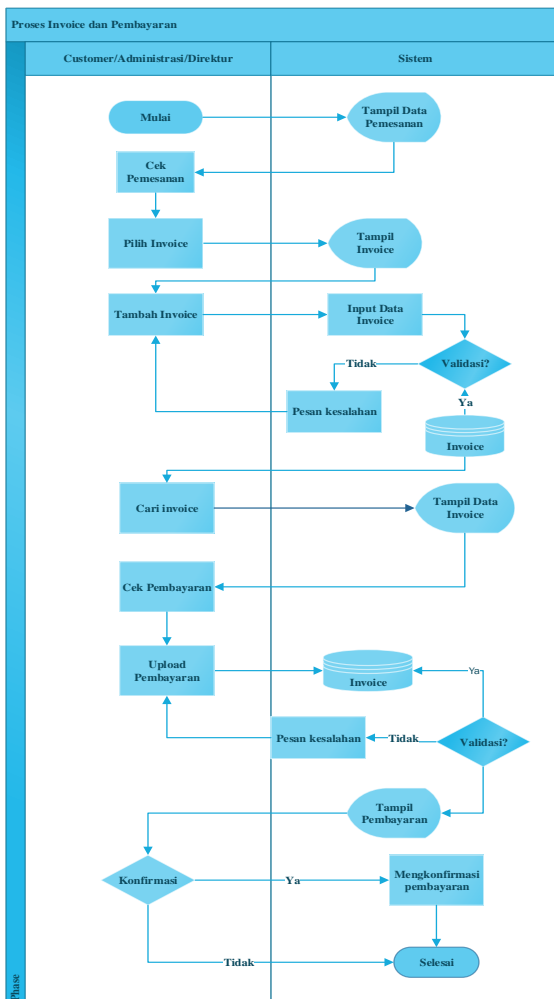 Proses Invoice dan Pembayaran
Customer/Administrasi/Direktur
Sistem
Mulai
Tampil Data
Pemesanan
Cek
Pemesanan
Pilih Invoice
Tampil
Invoice
Tambah Invoice
Input Data
Invoice
Validasi?
Tidak
Pesan kesalahan
Ya
Invoice
Cari invoice
Tampil Data
Invoice
Cek Pembayaran
Upload
Pembayaran
Invoice
Ya
Pesan kesalahan
Tidak
Validasi?
Tampil
Pembayaran
Konfirmasi
Ya
Mengkonfirmasi
pembayaran
Tidak
Selesai
Phase